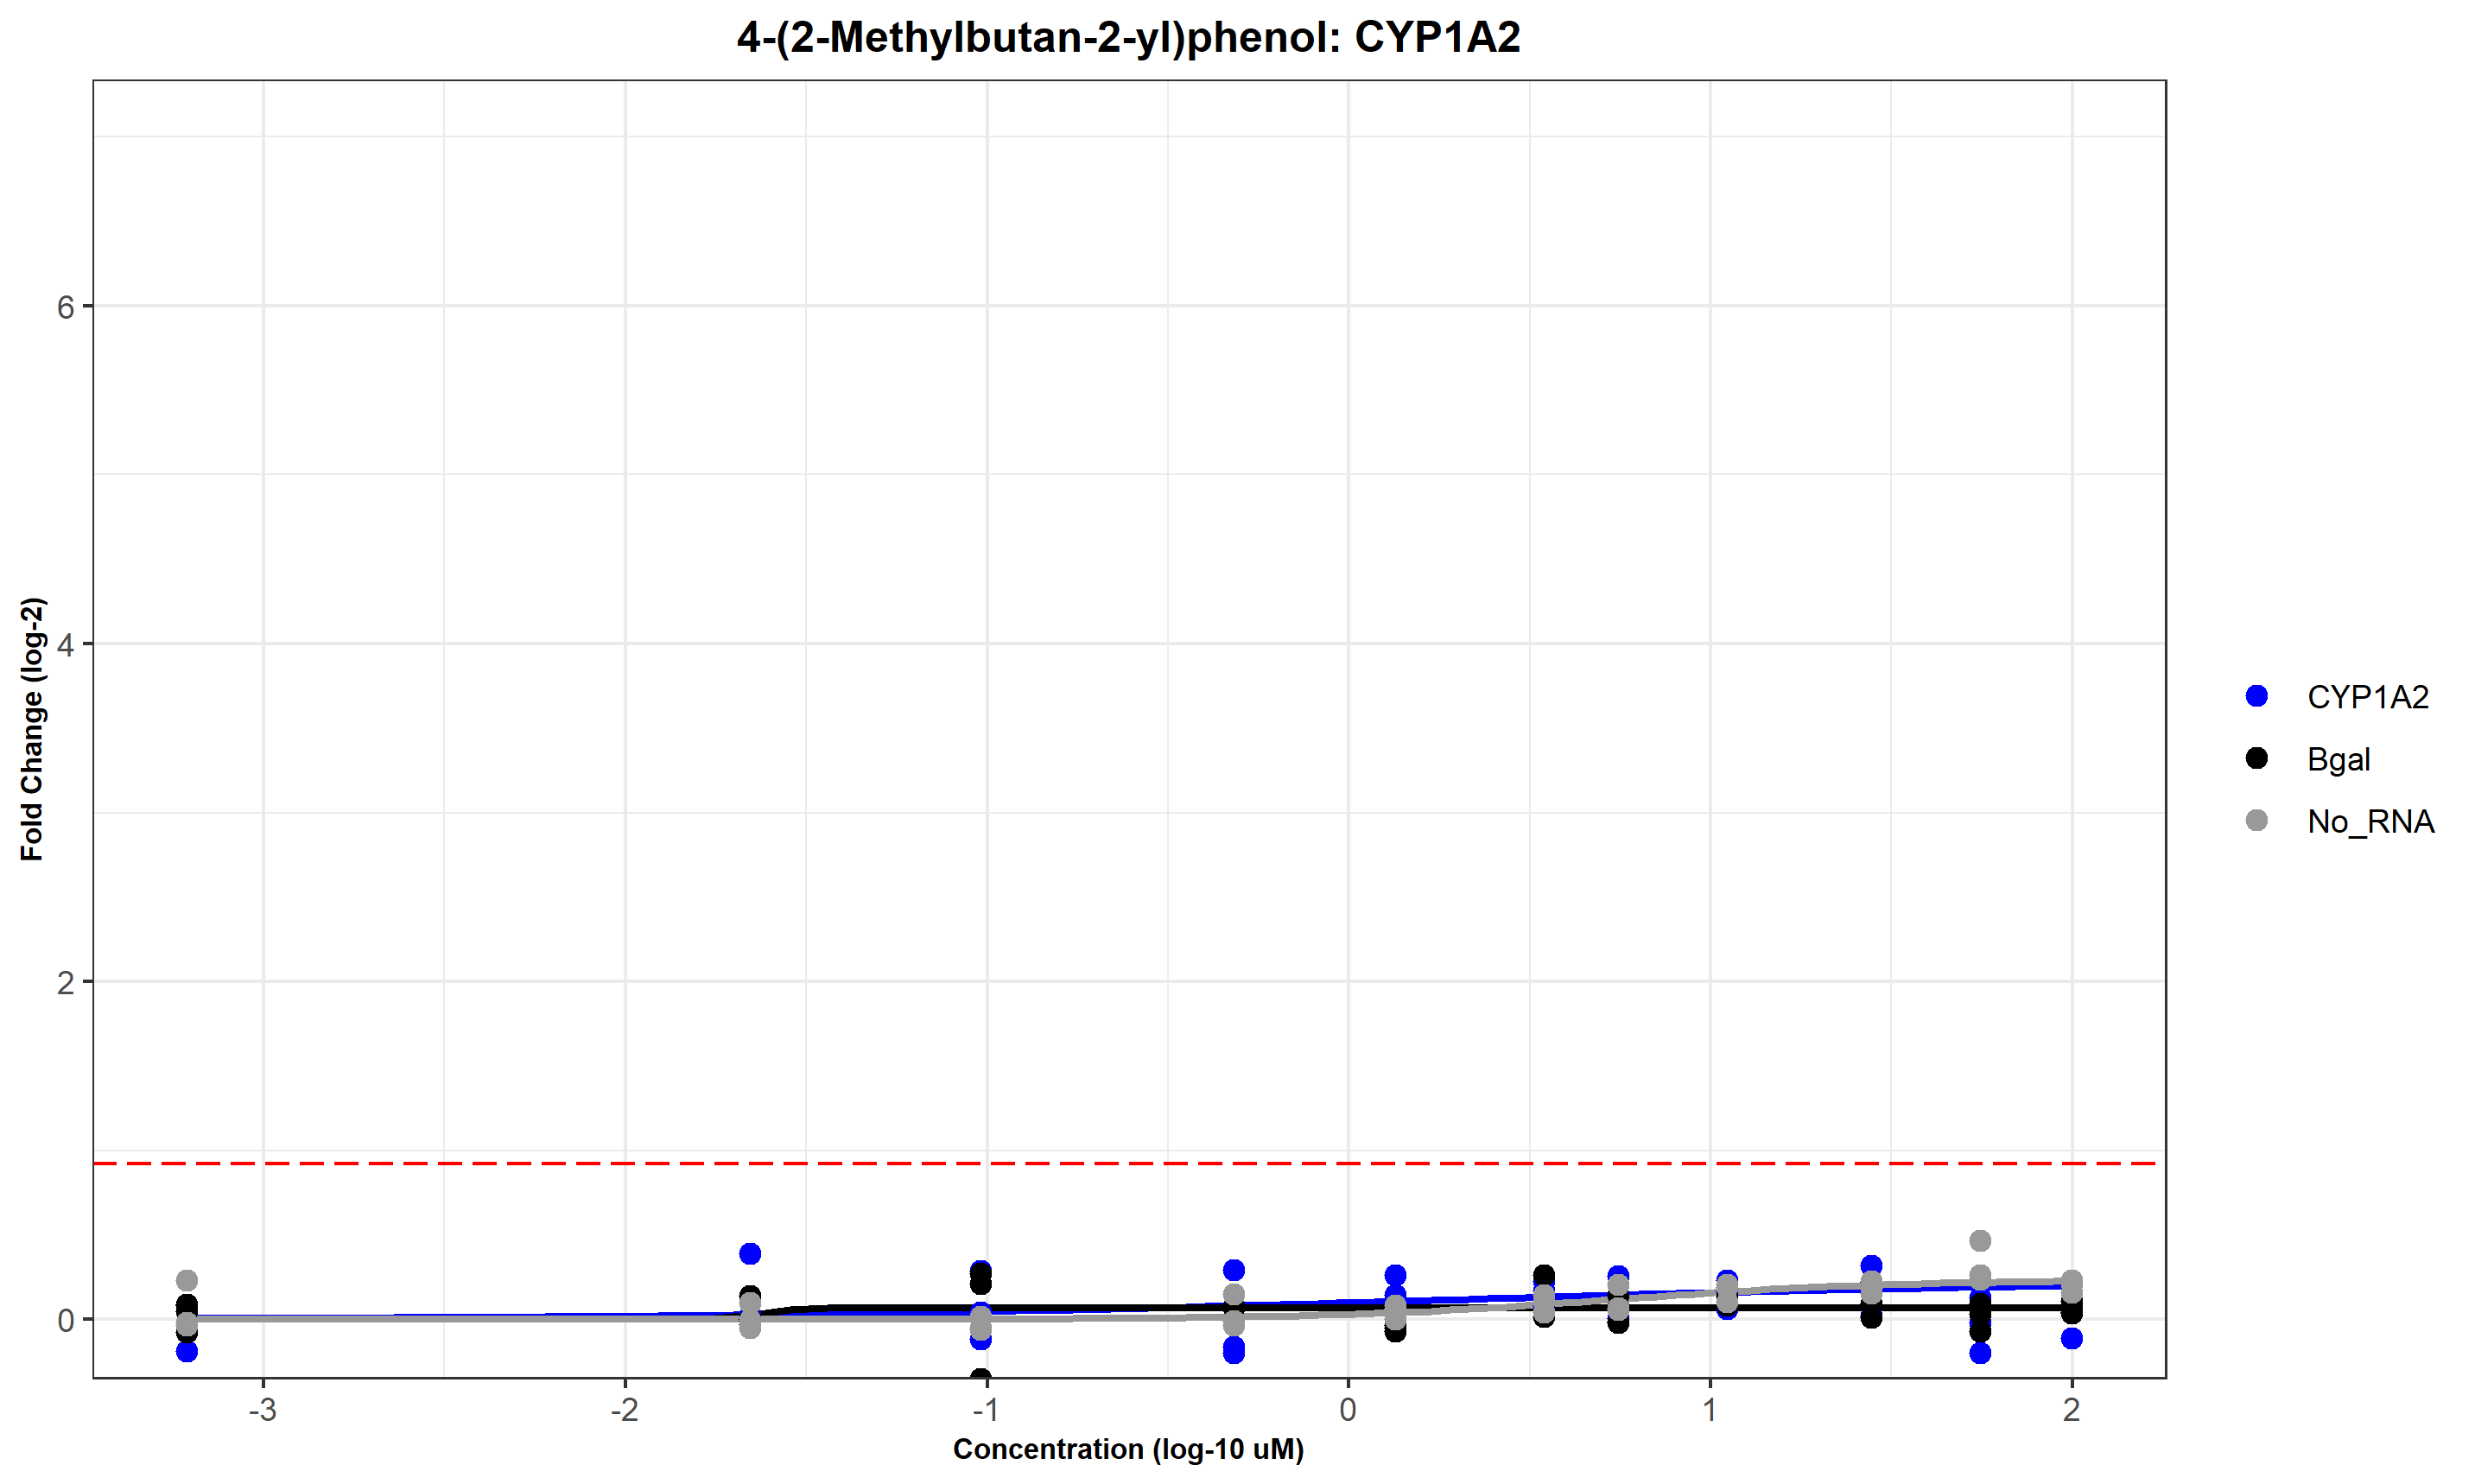 4-(2-Methylbutan-2-yl)phenol: CYP1A2
Fold Change (log-2)
6
4
2
0
-3
-2
-1
0
1
2
Concentration (log-10 uM)
CYP1A2
Bgal
No_RNA